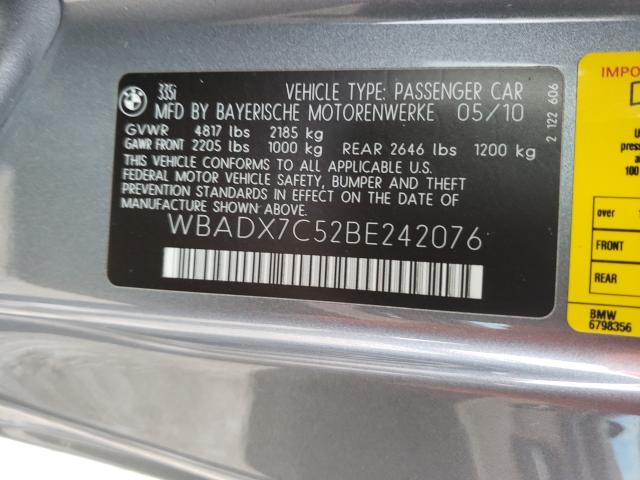 BMW 335i VEHICLE TYPE: PASSENGER CAR
MFD BY BAYERISCHE MOTORENWERKE 05/10
GVWR 4817 lbs 2185 kg
GAWR FRONT 2205 lbs 1000 kg REAR 2646 lbs 1200 kg
THIS VEHICLE CONFORMS TO ALL APPLICABLE U.S.
FEDERAL MOTOR VEHICLE SAFETY, BUMPER AND THEFT
PREVENTION STANDARDS IN EFFECT ON THE DATE OF
MANUFACTURE SHOWN ABOVE.
WBADX7C52BE242076
2 122 606
IMPO
U
pres
a
100
over
FRONT
REAR
BMW
6798356